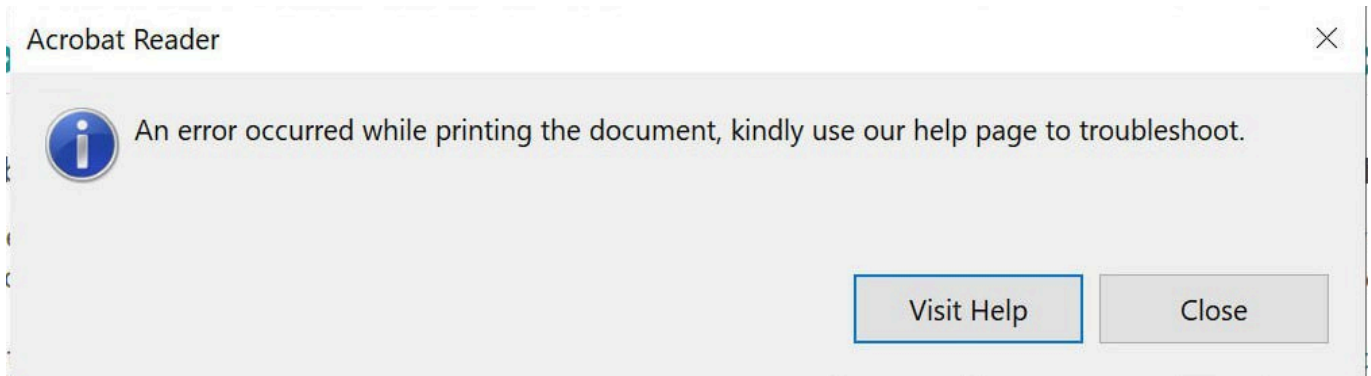 Acrobat Reader
An error occurred while printing the document, kindly use our help page to troubleshoot.
Visit Help
Close